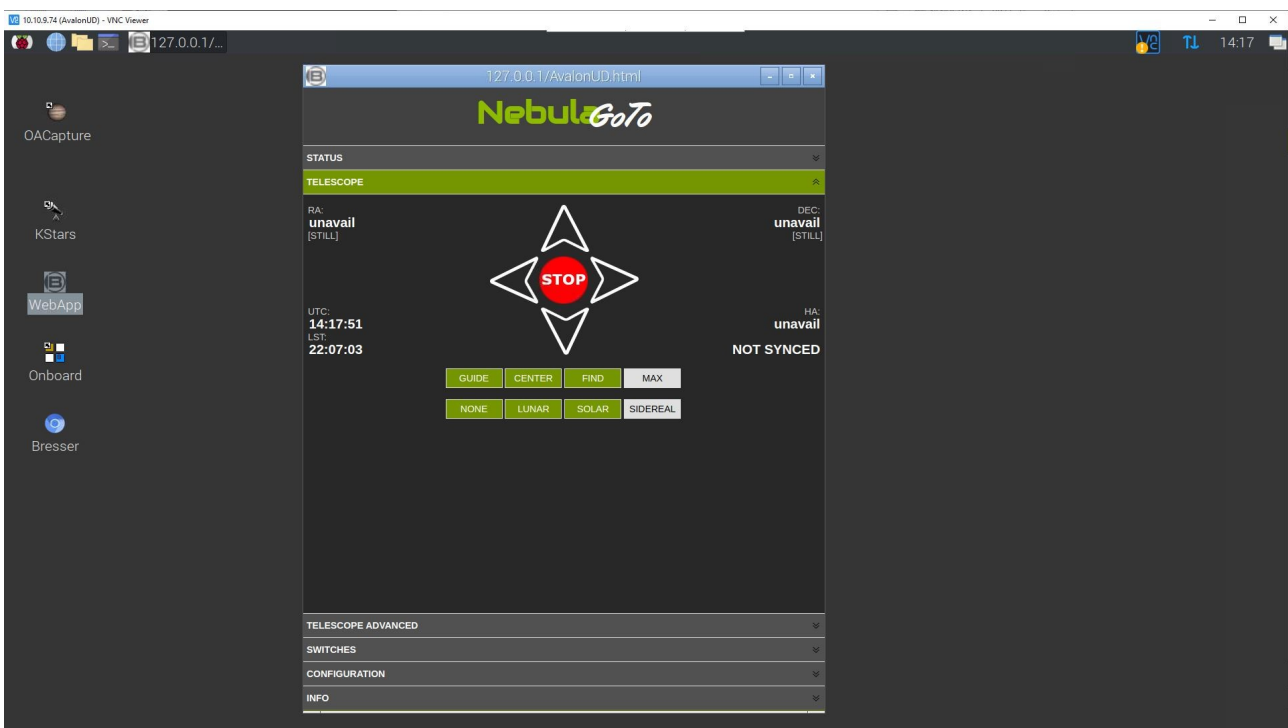 10.10.9.74 (AvalonUD) - VNC Viewer
127.0.0.1/...
14:17
127.0.0.1/AvalonUD.html
NebulaGoTo
OACapture
KStars
WebApp
Onboard
Bresser
STATUS
TELESCOPE
RA:
unavail
[STILL]
DEC:
unavail
[STILL]
STOP
UTC:
14:17:51
LST:
22:07:03
HA:
unavail
NOT SYNCED
GUIDE CENTER FIND MAX
NONE LUNAR SOLAR SIDEREAL
TELESCOPE ADVANCED
SWITCHES
CONFIGURATION
INFO